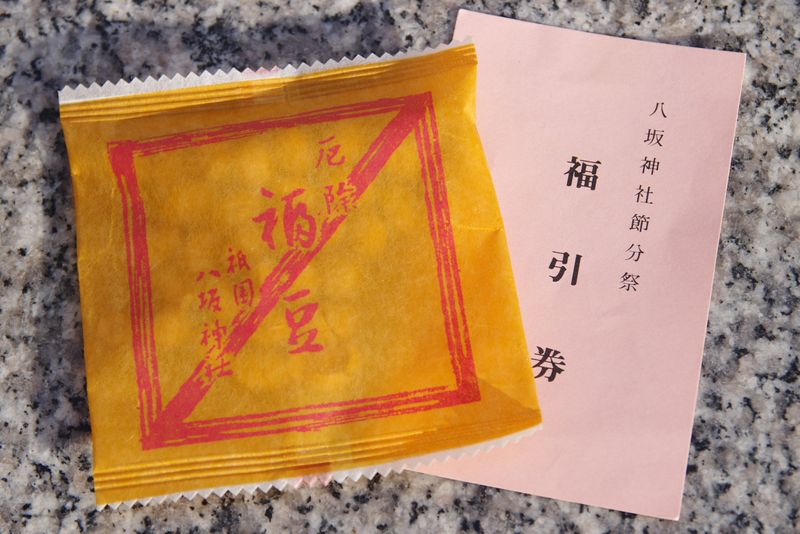 厄除
福豆
祇園
八坂神社
八坂神社節分祭
福引券